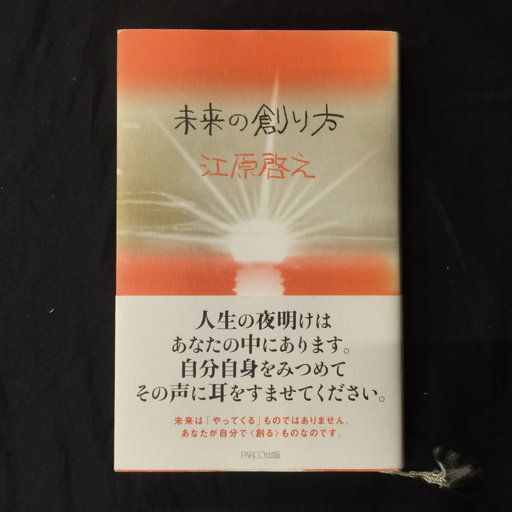 未来の創り方
江原啓之
人生の夜明けは
あなたの中にあります。
自分自身をみつめて
その声に耳をすませてください。
未来は「やってくる」ものではありません。
あなたが自分で〈創る〉ものなのです。
PARCO出版